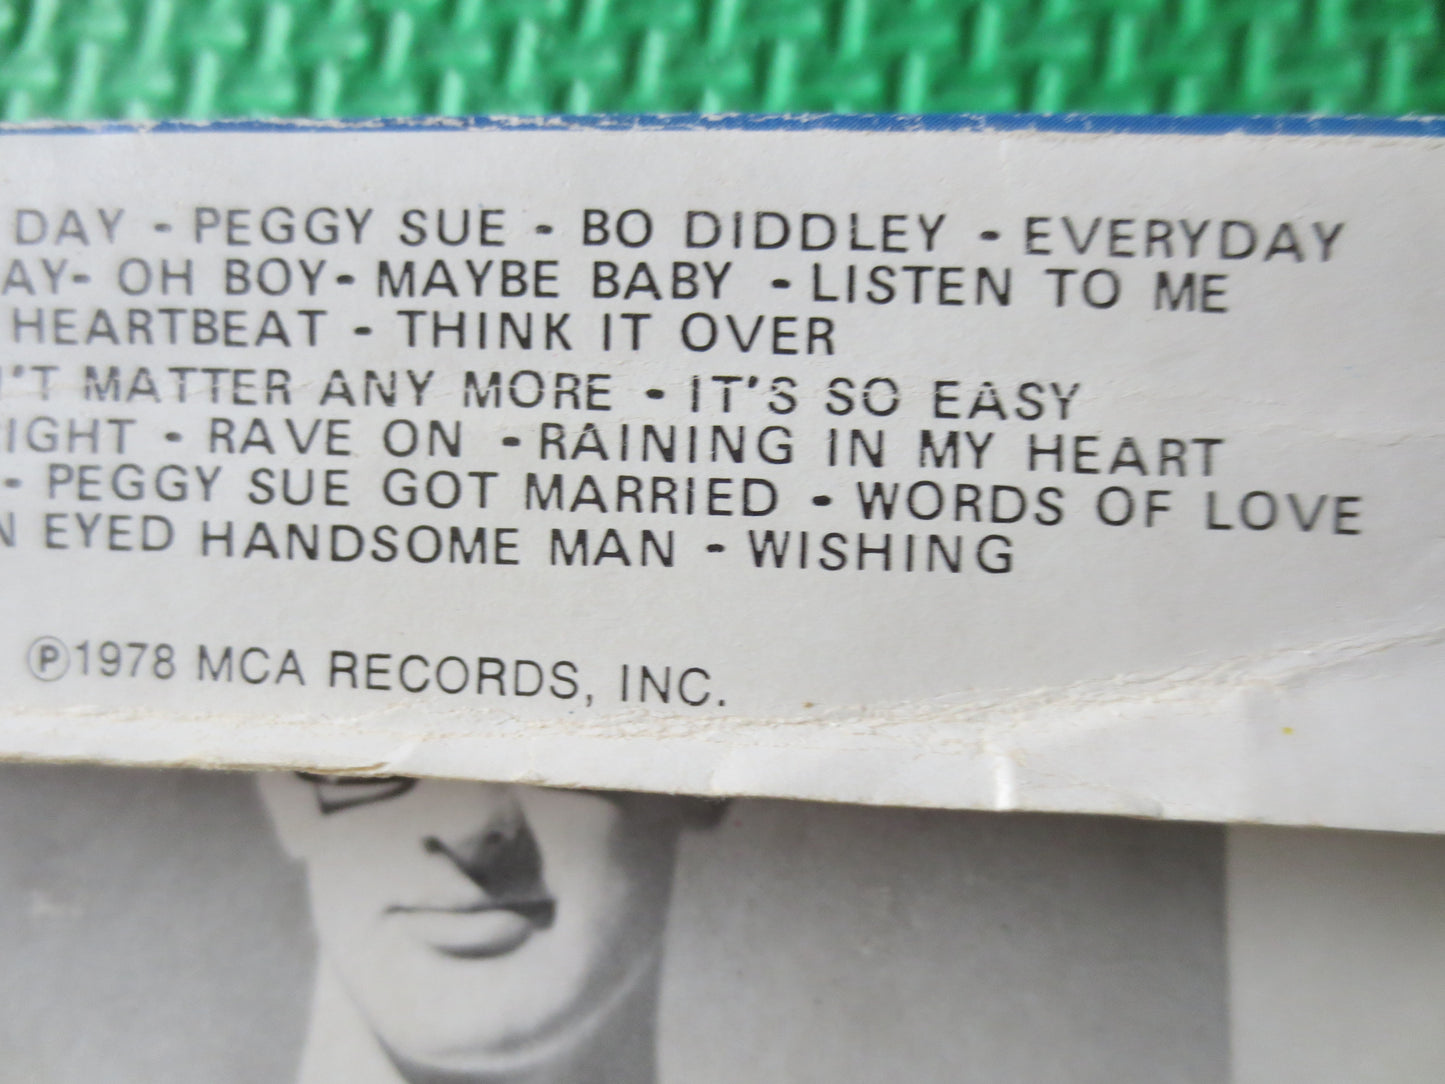 DAY - PEGGY SUE - BO DIDDLEY - EVERYDAY
AY- OH BOY- MAYBE BABY - LISTEN TO ME
HEARTBEAT - THINK IT OVER
'T MATTER ANY MORE - IT'S SO EASY
IGHT - RAVE ON - RAINING IN MY HEART
- PEGGY SUE GOT MARRIED - WORDS OF LOVE
N EYED HANDSOME MAN - WISHING
℗1978 MCA RECORDS, INC.